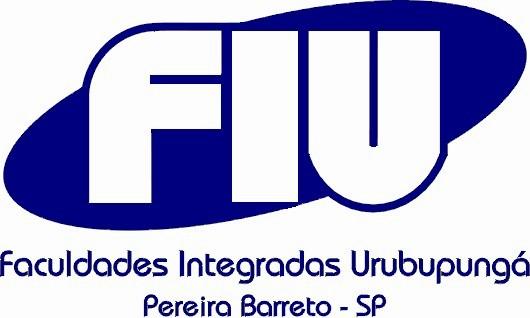 FIU
Faculdades Integradas Urubupungá
Pereira Barreto - SP